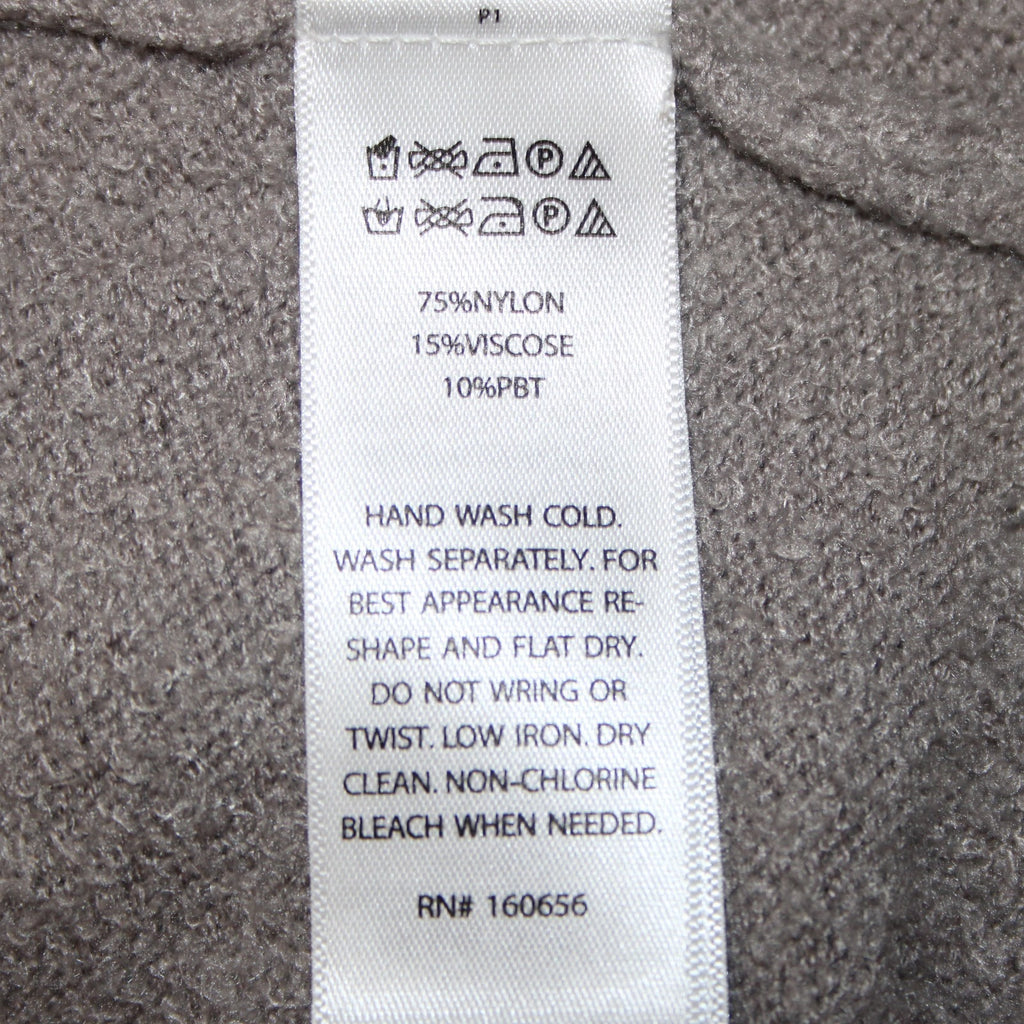 P1
P
P
75%NYLON
15%VISCOSE
10%PBT
HAND WASH COLD.
WASH SEPARATELY. FOR
BEST APPEARANCE RE-
SHAPE AND FLAT DRY.
DO NOT WRING OR
TWIST. LOW IRON. DRY
CLEAN. NON-CHLORINE
BLEACH WHEN NEEDED.
RN# 160656